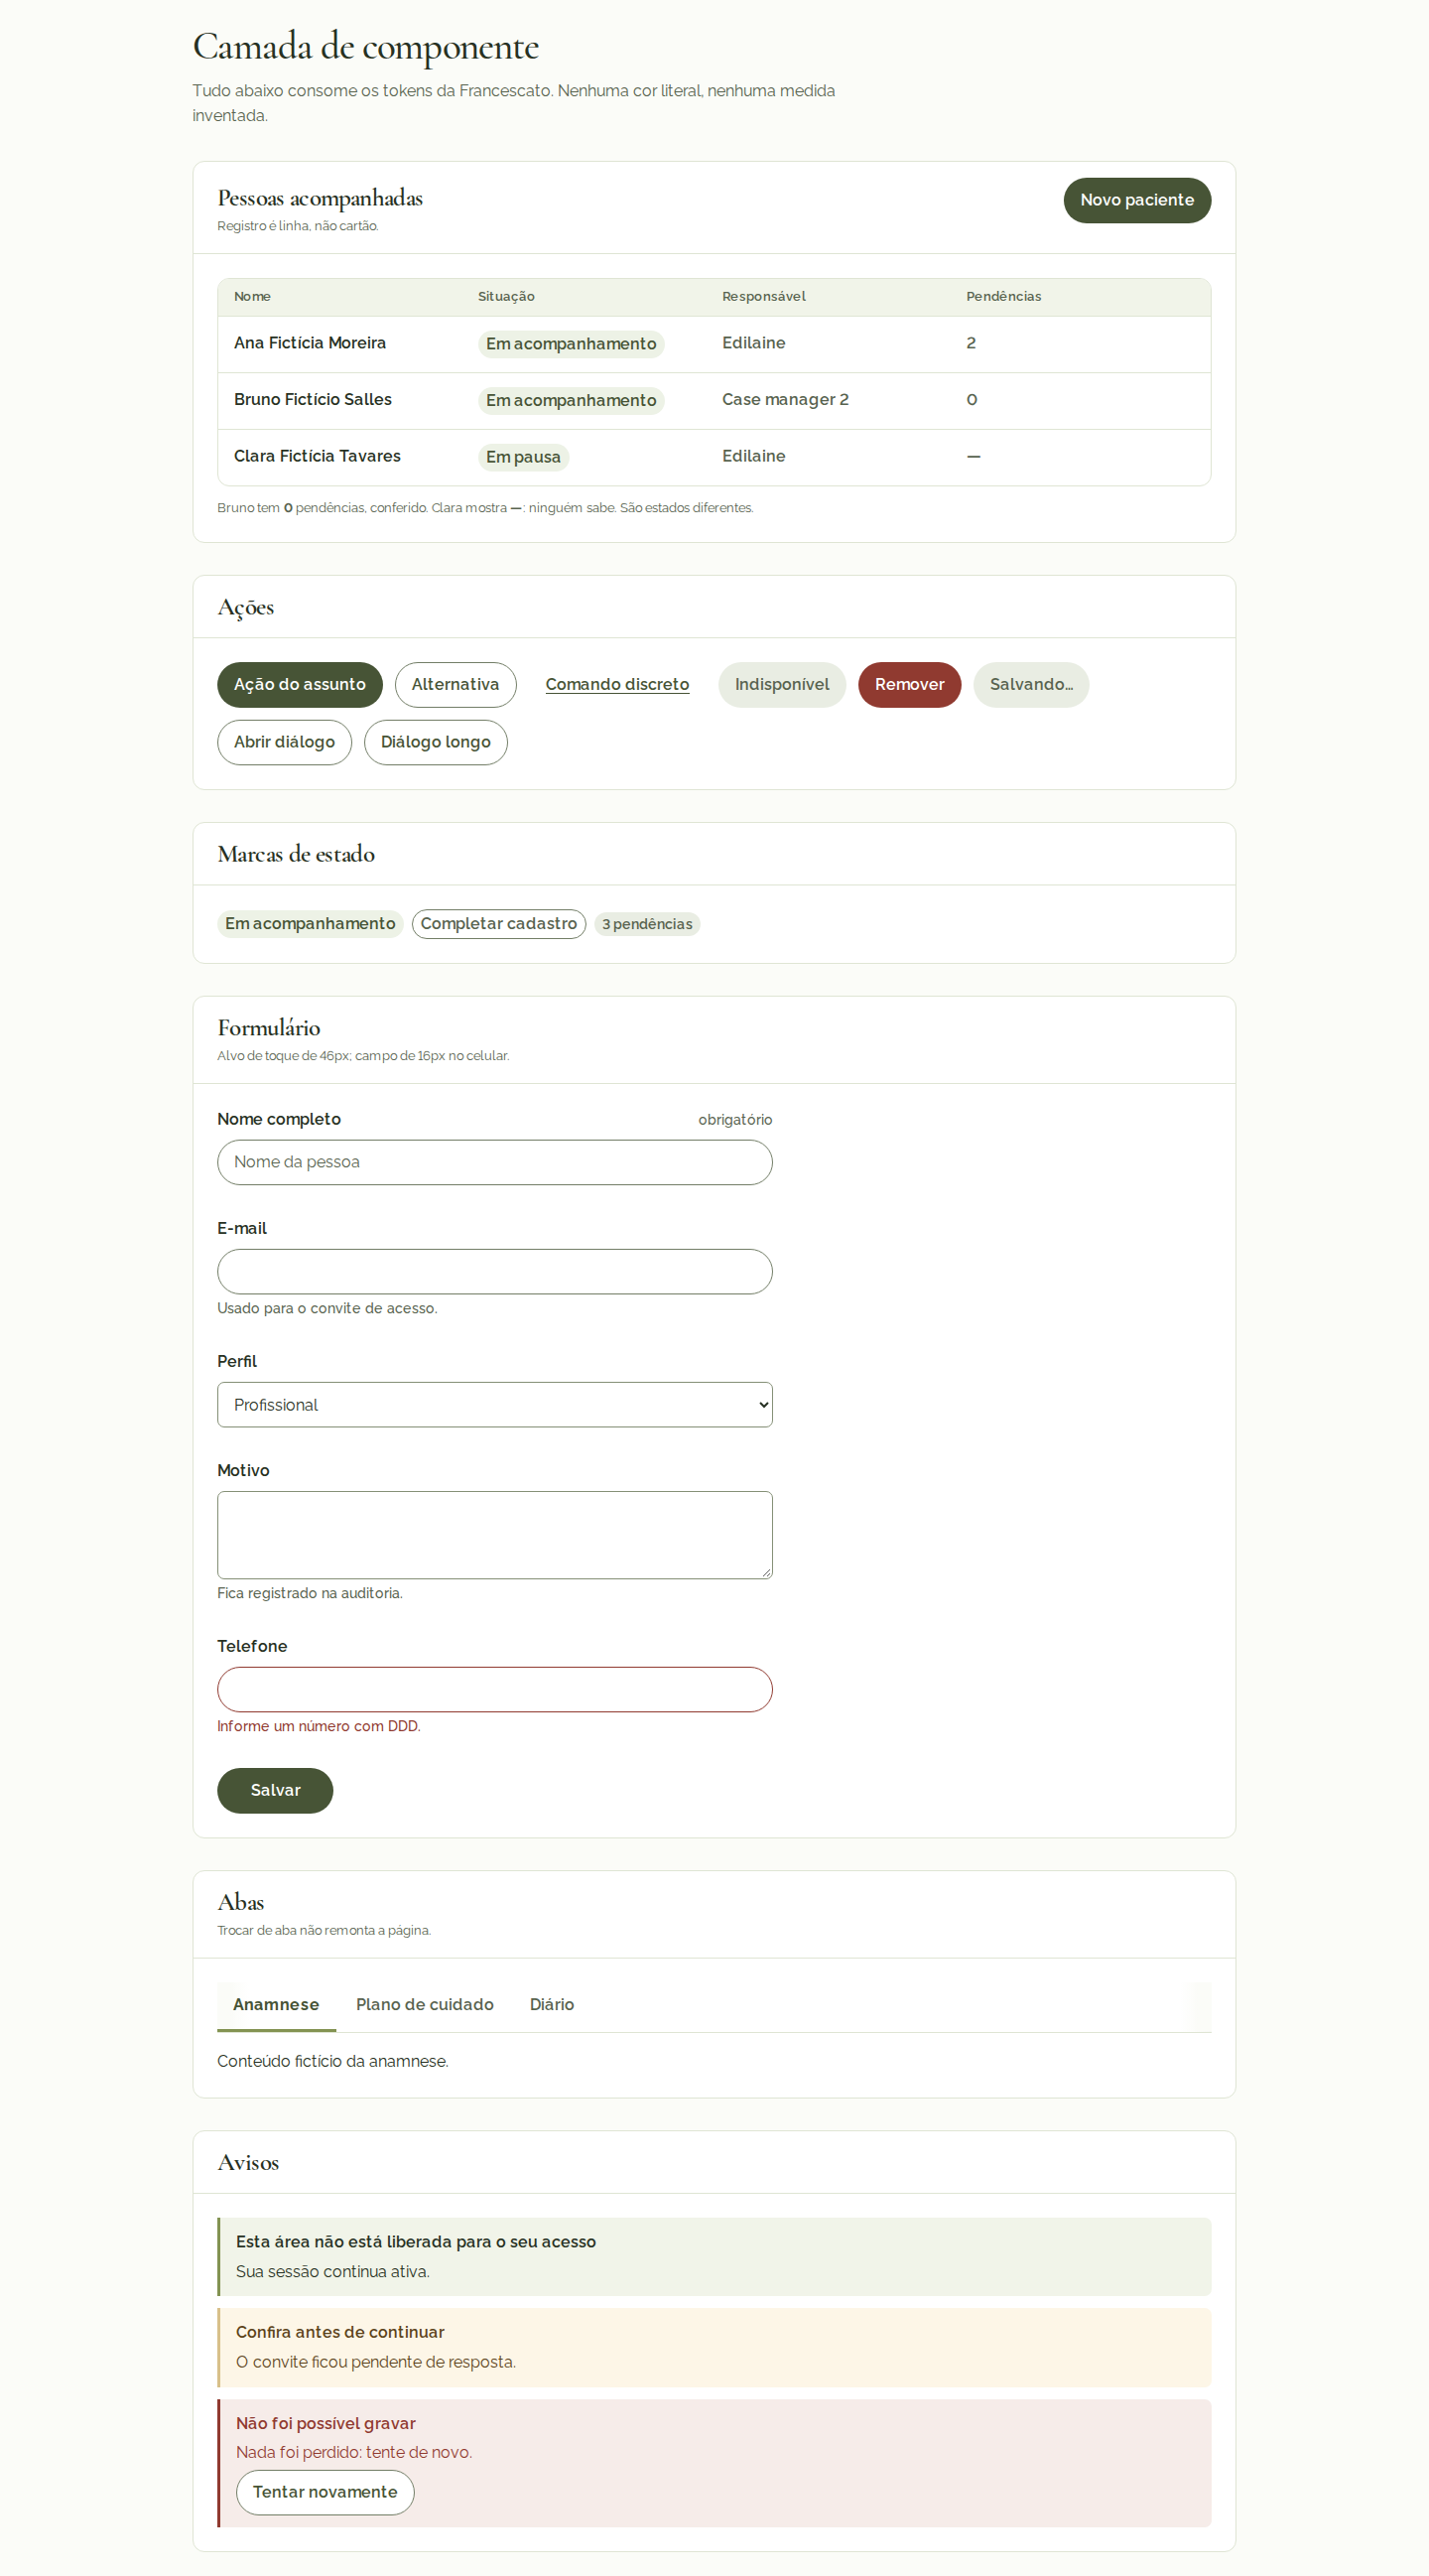 Camada de componente
Tudo abaixo consome os tokens da Francescato. Nenhuma cor literal, nenhuma medida
inventada.
Pessoas acompanhadas
Registro é linha, não cartão.
Novo paciente
Nome Situação Responsável Pendências
Ana Fictícia Moreira Em acompanhamento Edilaine 2
Bruno Fictício Salles Em acompanhamento Case manager 2 0
Clara Fictícia Tavares Em pausa Edilaine —
Bruno tem 0 pendências, conferido. Clara mostra —: ninguém sabe. São estados diferentes.
Ações
Ação do assunto Alternativa Comando discreto Indisponível Remover Salvando...
Abrir diálogo Diálogo longo
Marcas de estado
Em acompanhamento Completar cadastro 3 pendências
Formulário
Alvo de toque de 46px; campo de 16px no celular.
Nome completo obrigatório
Nome da pessoa
E-mail
Usado para o convite de acesso.
Perfil
Profissional
Motivo
Fica registrado na auditoria.
Telefone
Informe um número com DDD.
Salvar
Abas
Trocar de aba não remonta a página.
Anamnese Plano de cuidado Diário
Conteúdo fictício da anamnese.
Avisos
Esta área não está liberada para o seu acesso
Sua sessão continua ativa.
Confira antes de continuar
O convite ficou pendente de resposta.
Não foi possível gravar
Nada foi perdido: tente de novo.
Tentar novamente